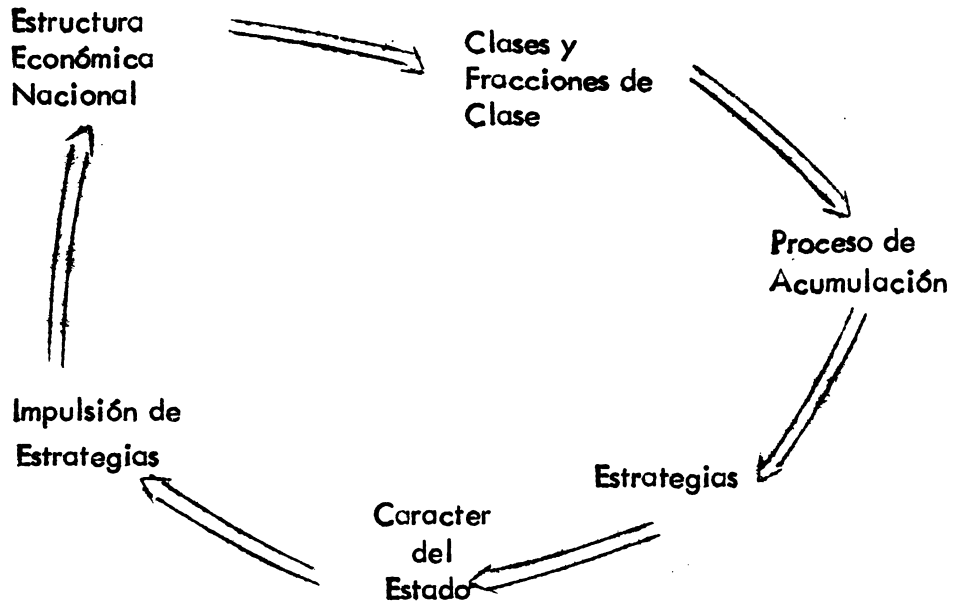 Estructura
Económica
Nacional
Clases y
Fracciones de
Clase
Proceso de
Acumulación
Estrategias
Caracter
del
Estado
Impulsión de
Estrategias